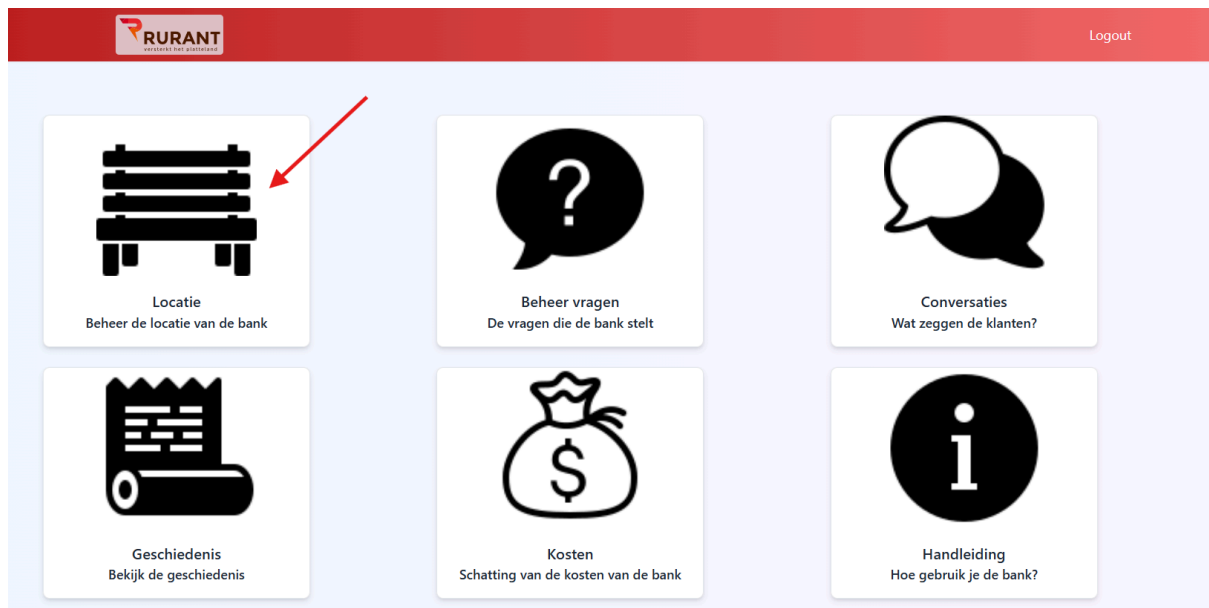 RURANT
versterkt het platteland
Logout
Locatie
Beheer de locatie van de bank
?
Beheer vragen
De vragen die de bank stelt
Conversaties
Wat zeggen de klanten?
Geschiedenis
Bekijk de geschiedenis
$
Kosten
Schatting van de kosten van de bank
i
Handleiding
Hoe gebruik je de bank?